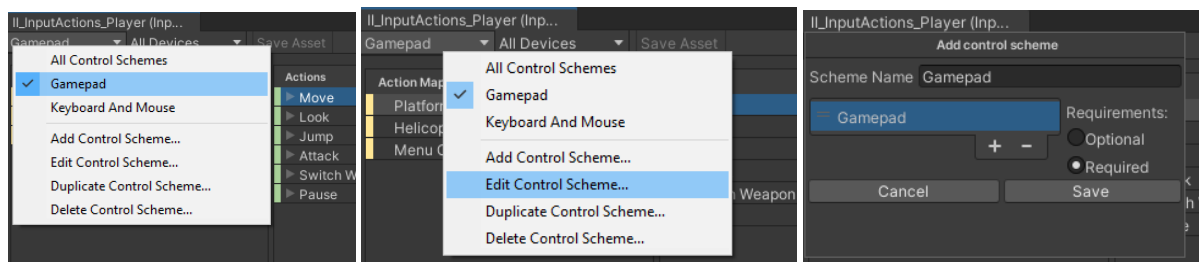 II_InputActions_Player (Inp...
Gamepad All Devices Save Asset
All Control Schemes
Gamepad
Keyboard And Mouse
Add Control Scheme...
Edit Control Scheme...
Duplicate Control Scheme...
Delete Control Scheme...
Actions
Move
Look
Jump
Attack
Switch W
Pause
II_InputActions_Player (Inp...
Gamepad All Devices Save Asset
Action Map
Platforr
Helicop
Menu C
All Control Schemes
Gamepad
Keyboard And Mouse
Add Control Scheme...
Edit Control Scheme...
Duplicate Control Scheme...
Delete Control Scheme...
Weapon
II_InputActions_Player (Inp...
Add control scheme
Scheme Name Gamepad
Gamepad
+ -
Requirements:
Optional
Required
Cancel Save